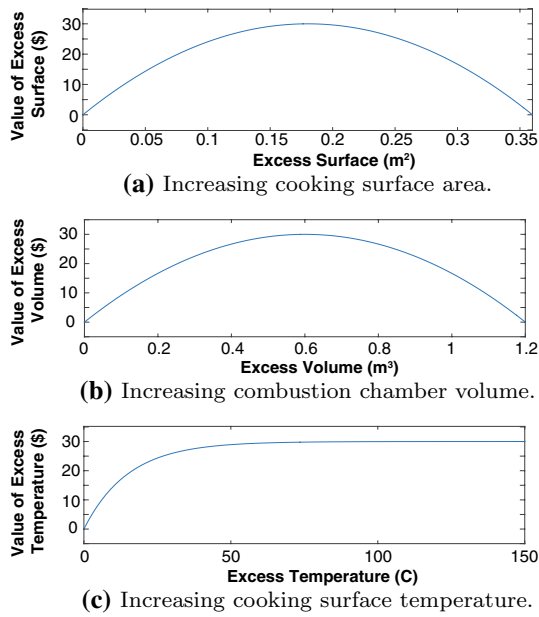 Value of Excess
Surface ($)
30
20
10
0
0 0.05 0.1 0.15 0.2 0.25 0.3 0.35
Excess Surface (m²)
(a) Increasing cooking surface area.
Value of Excess
Volume ($)
30
20
10
0
0 0.2 0.4 0.6 0.8 1 1.2
Excess Volume (m³)
(b) Increasing combustion chamber volume.
Value of Excess
Temperature ($)
30
20
10
0
0 50 100 150
Excess Temperature (C)
(c) Increasing cooking surface temperature.